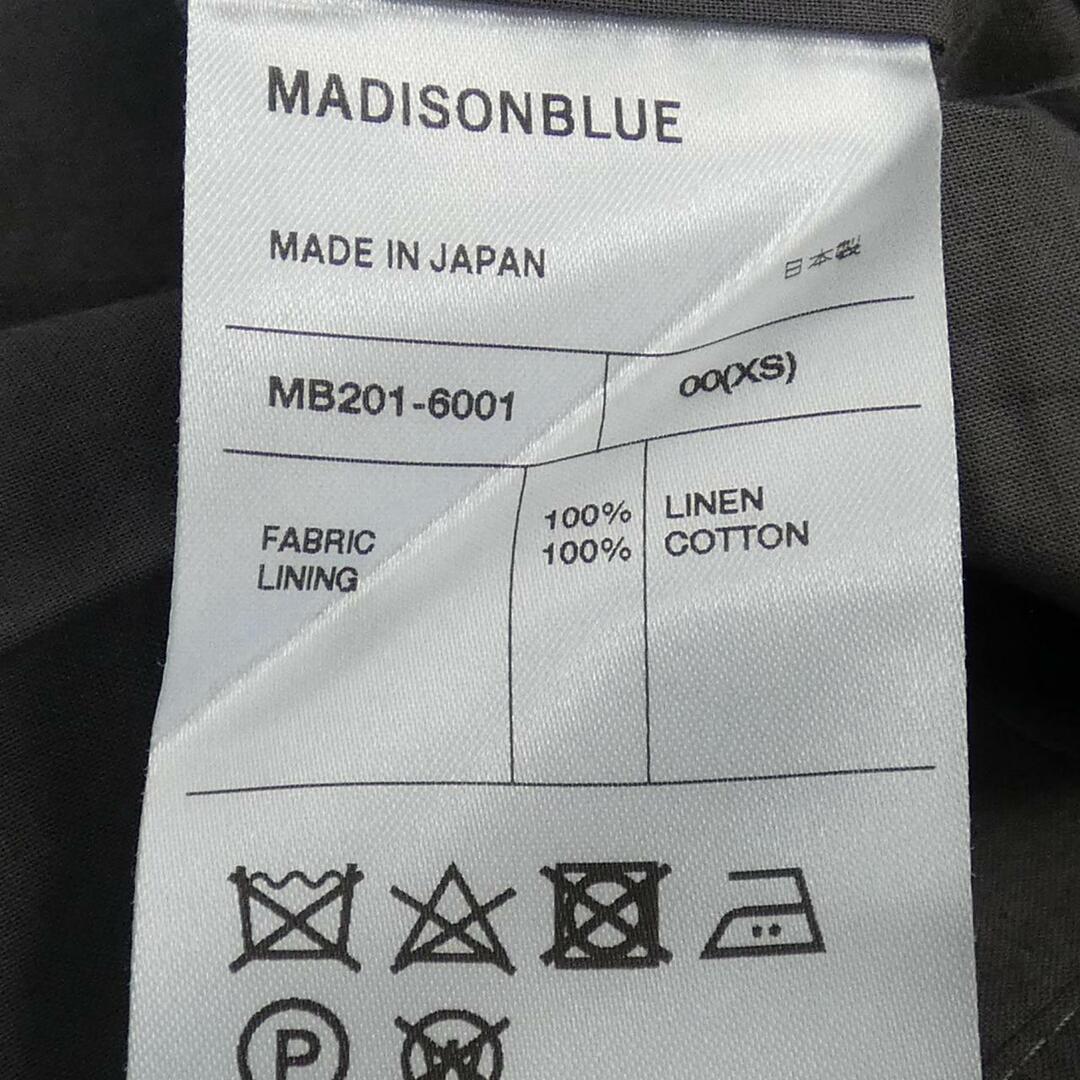 MADISONBLUE
MADE IN JAPAN 日本製
MB201-6001 00(XS)
FABRIC 100% LINEN
LINING 100% COTTON
P
W